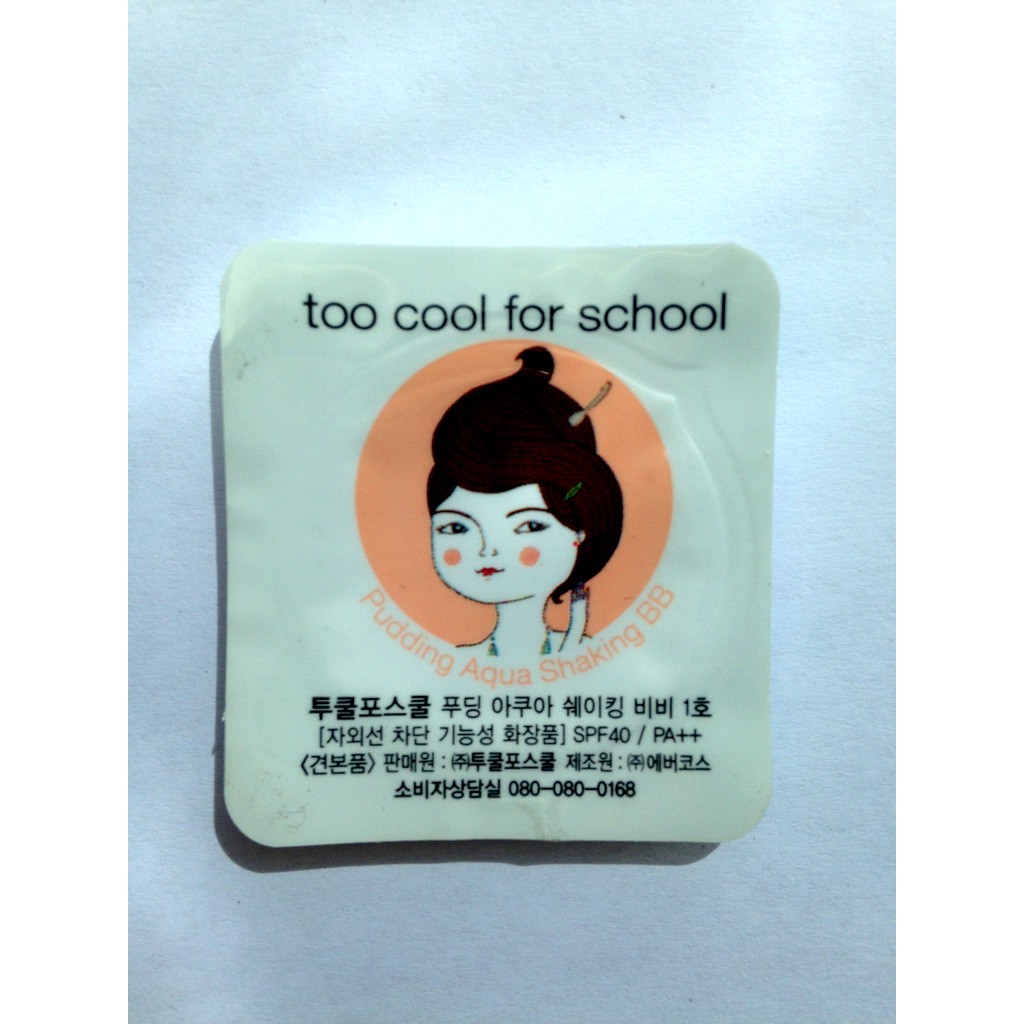 too cool for school
Pudding Aqua Shaking BB
투쿨포스쿨 푸딩 아쿠아 쉐이킹 비비 1호
[자외선 차단 기능성 화장품] SPF40 / PA++
〈견본품〉 판매원 : ㈜투쿨포스쿨 제조원 : ㈜에버코스
소비자상담실 080-080-0168